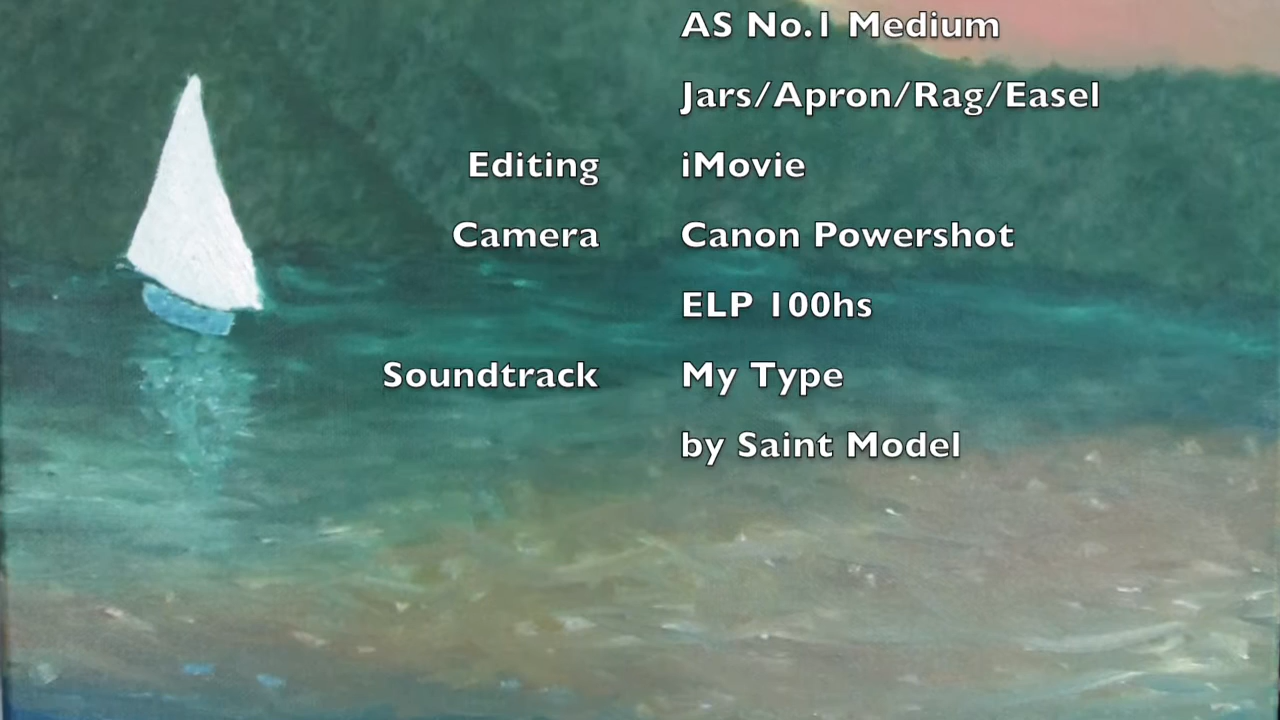 AS No.1 Medium
Jars/Apron/Rag/Easel
Editing iMovie
Camera Canon Powershot
ELP 100hs
Soundtrack My Type
by Saint Model